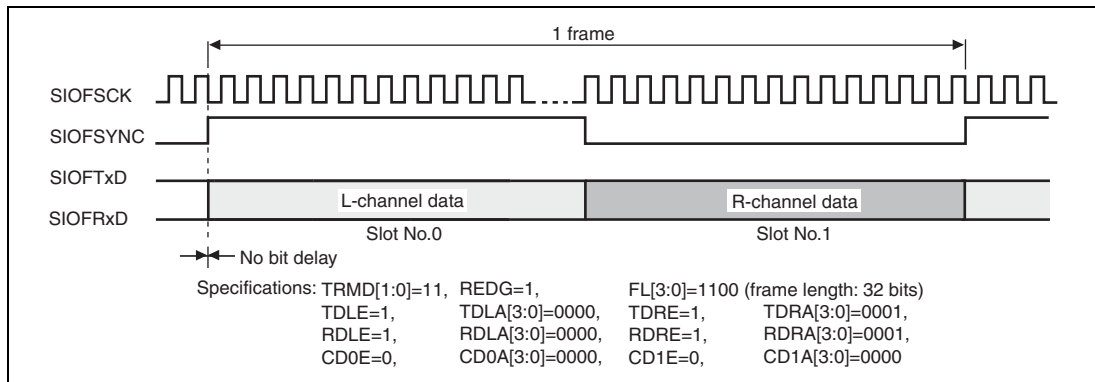 1 frame
SIOFSCK
SIOFSYNC
SIOFTxD
L-channel data R-channel data
SIOFRxD
Slot No.0 Slot No.1
No bit delay
Specifications: TRMD[1:0]=11, REDG=1, FL[3:0]=1100 (frame length: 32 bits)
TDLE=1, TDLA[3:0]=0000, TDRE=1, TDRA[3:0]=0001,
RDLE=1, RDLA[3:0]=0000, RDRE=1, RDRA[3:0]=0001,
CD0E=0, CD0A[3:0]=0000, CD1E=0, CD1A[3:0]=0000